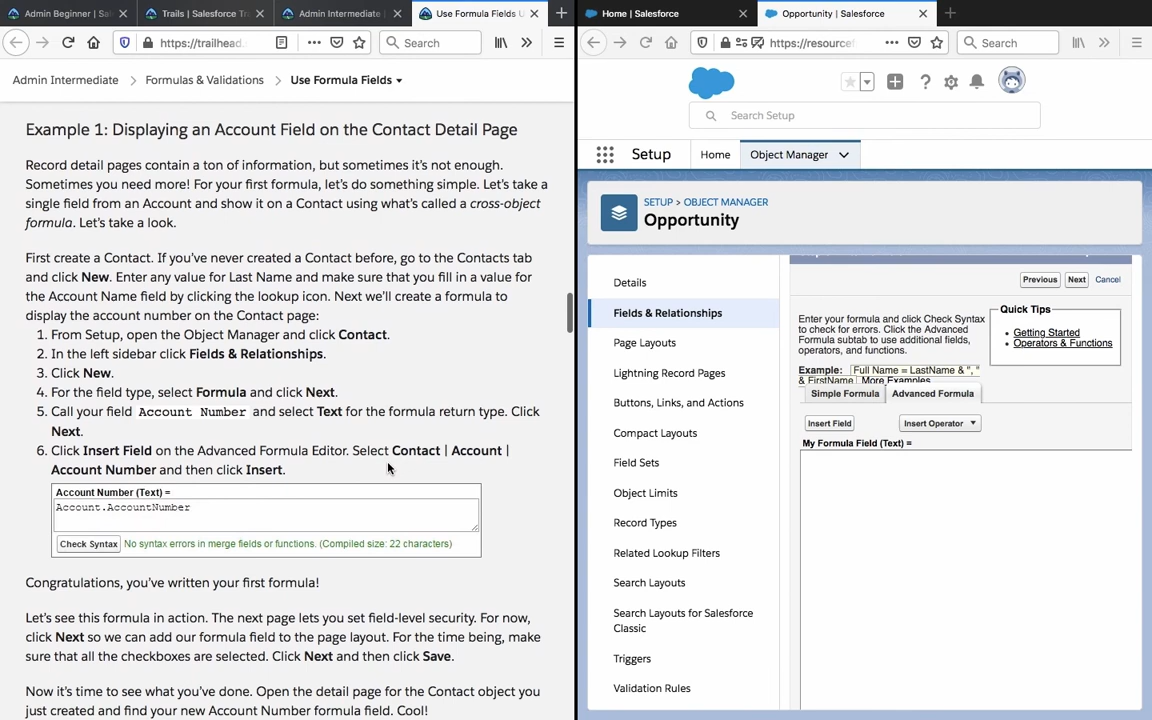 Admin Beginner | Sa
Trails | Salesforce Tra
Admin Intermediate |
Use Formula Fields U
https://trailhead.
Search
Admin Intermediate
Formulas & Validations
Use Formula Fields
Example 1: Displaying an Account Field on the Contact Detail Page
Record detail pages contain a ton of information, but sometimes it's not enough.
Sometimes you need more! For your first formula, let's do something simple. Let's take a
single field from an Account and show it on a Contact using what's called a cross-object
formula. Let's take a look.
First create a Contact. If you've never created a Contact before, go to the Contacts tab
and click New. Enter any value for Last Name and make sure that you fill in a value for
the Account Name field by clicking the lookup icon. Next we'll create a formula to
display the account number on the Contact page:
1. From Setup, open the Object Manager and click Contact.
2. In the left sidebar click Fields & Relationships.
3. Click New.
4. For the field type, select Formula and click Next.
5. Call your field Account Number and select Text for the formula return type. Click
Next.
6. Click Insert Field on the Advanced Formula Editor. Select Contact | Account |
Account Number and then click Insert.
Account Number (Text) =
Account.AccountNumber
Check Syntax No syntax errors in merge fields or functions. (Compiled size: 22 characters)
Congratulations, you've written your first formula!
Let's see this formula in action. The next page lets you set field-level security. For now,
click Next so we can add our formula field to the page layout. For the time being, make
sure that all the checkboxes are selected. Click Next and then click Save.
Now it's time to see what you've done. Open the detail page for the Contact object you
just created and find your new Account Number formula field. Cool!
Home | Salesforce
Opportunity | Salesforce
https://resourcef
Search
Search Setup
Setup
Home
Object Manager
SETUP > OBJECT MANAGER
Opportunity
Details
Fields & Relationships
Page Layouts
Lightning Record Pages
Buttons, Links, and Actions
Compact Layouts
Field Sets
Object Limits
Record Types
Related Lookup Filters
Search Layouts
Search Layouts for Salesforce
Classic
Triggers
Validation Rules
Previous
Next
Cancel
Enter your formula and click Check Syntax
to check for errors. Click the Advanced
Formula subtab to use additional fields,
operators, and functions.
Quick Tips
• Getting Started
• Operators & Functions
Example: Full Name = LastName & ", "
& FirstName More Examples
Simple Formula
Advanced Formula
Insert Field
Insert Operator
My Formula Field (Text) =